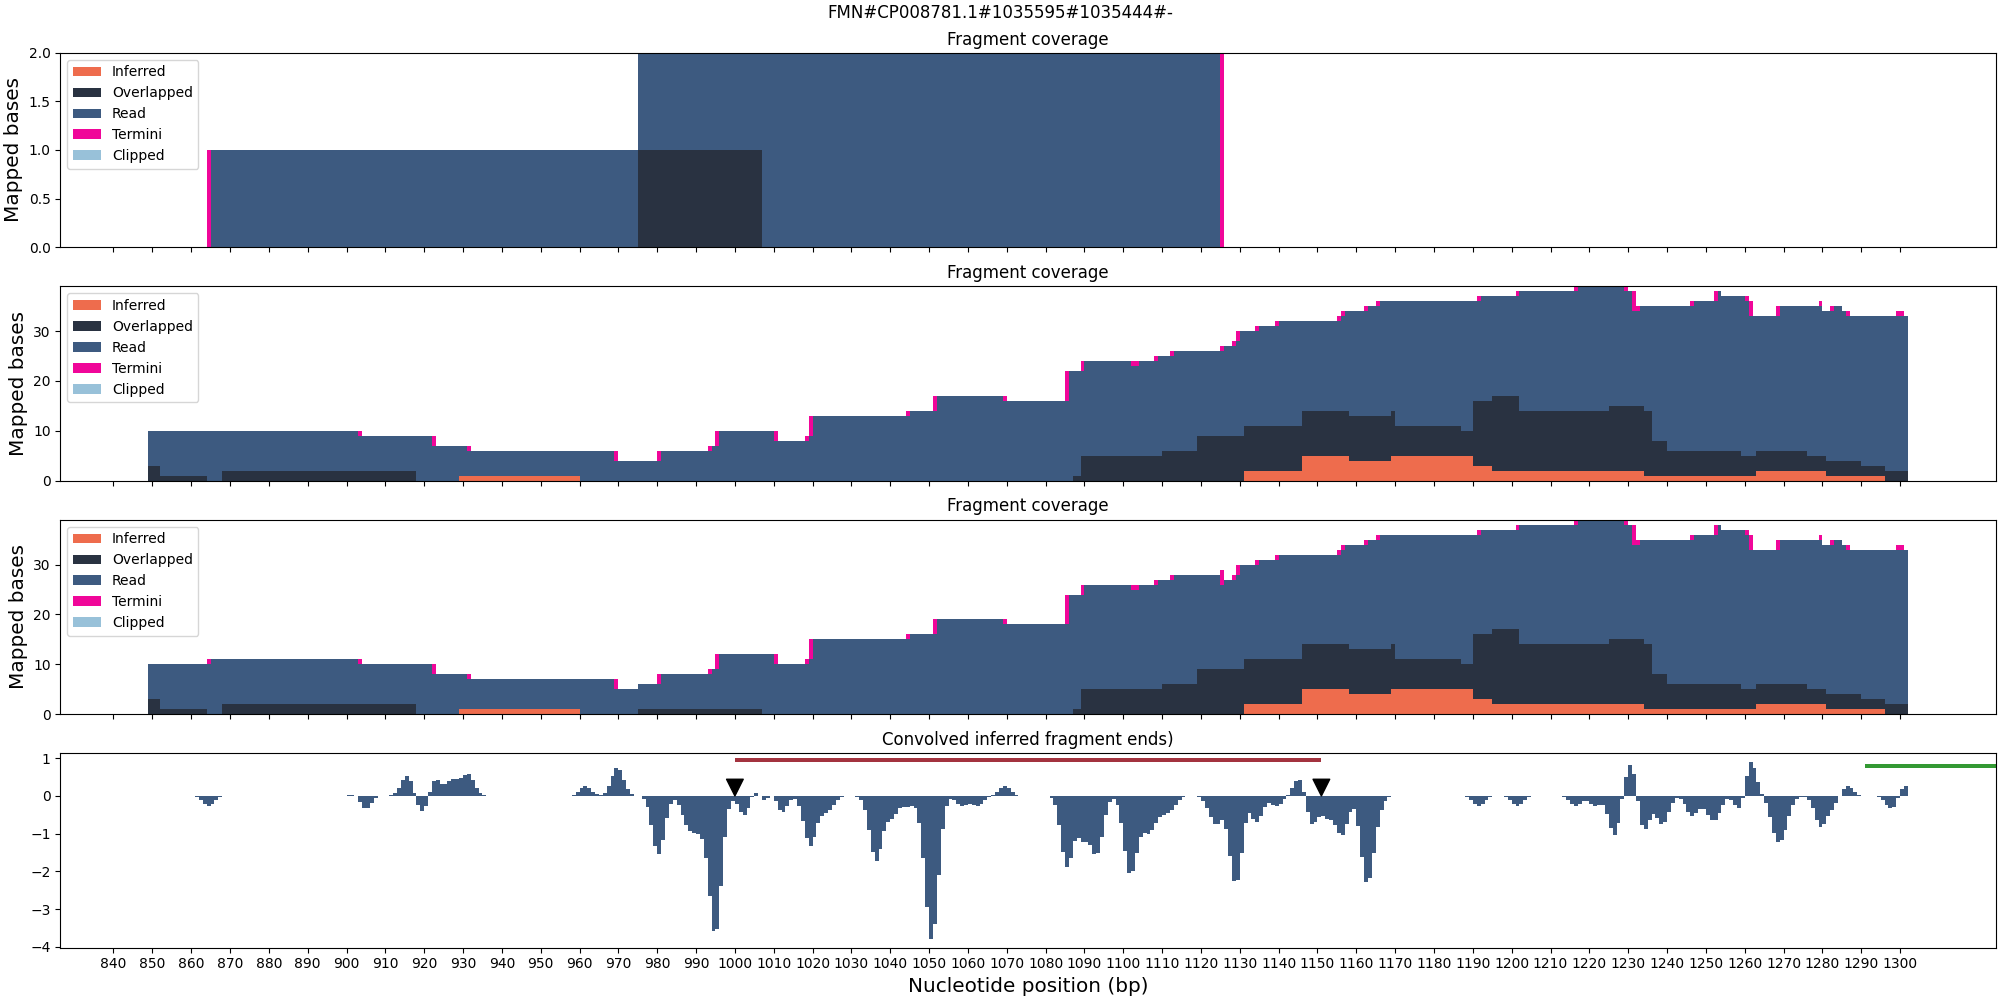 FMN#CP008781.1#1035595#1035444#-
Fragment coverage
Mapped bases
2.0
1.5
1.0
0.5
0.0
Inferred
Overlapped
Read
Termini
Clipped
Fragment coverage
Mapped bases
30
20
10
0
Inferred
Overlapped
Read
Termini
Clipped
Fragment coverage
Mapped bases
30
20
10
0
Inferred
Overlapped
Read
Termini
Clipped
Convolved inferred fragment ends)
1
0
−1
−2
−3
−4
840 850 860 870 880 890 900 910 920 930 940 950 960 970 980 990 1000 1010 1020 1030 1040 1050 1060 1070 1080 1090 1100 1110 1120 1130 1140 1150 1160 1170 1180 1190 1200 1210 1220 1230 1240 1250 1260 1270 1280 1290 1300
Nucleotide position (bp)